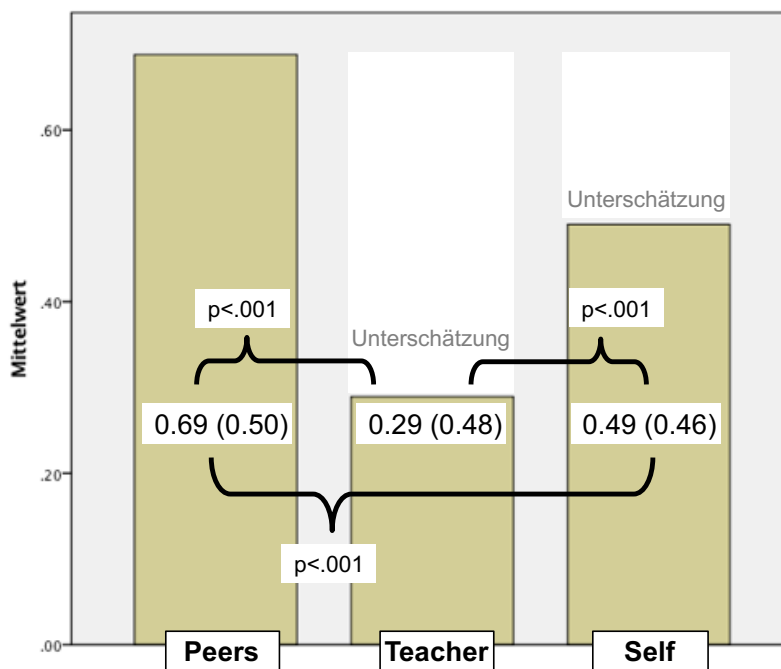 .60
Unterschätzung
.40
Mittelwert
p<.001
p<.001
Unterschätzung
0.69 (0.50)
0.29 (0.48)
0.49 (0.46)
.20
p<.001
.00
Peers
Teacher
Self